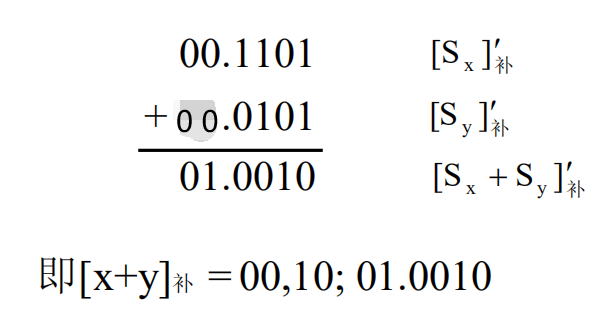 00.1101 [Sx]′补
+ 00.0101 [Sy]′补
01.0010 [Sx + Sy]′补
即[x+y]补 = 00,10; 01.0010